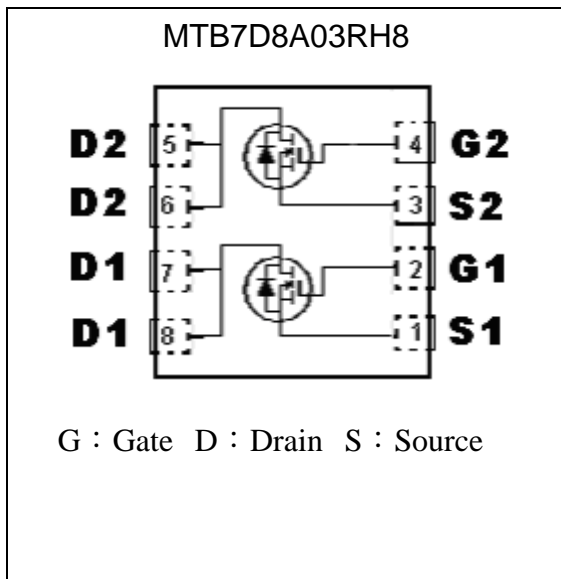 MTB7D8A03RH8
D2 5 4 G2
D2 6 3 S2
D1 7 2 G1
D1 8 1 S1
G：Gate D：Drain S：Source